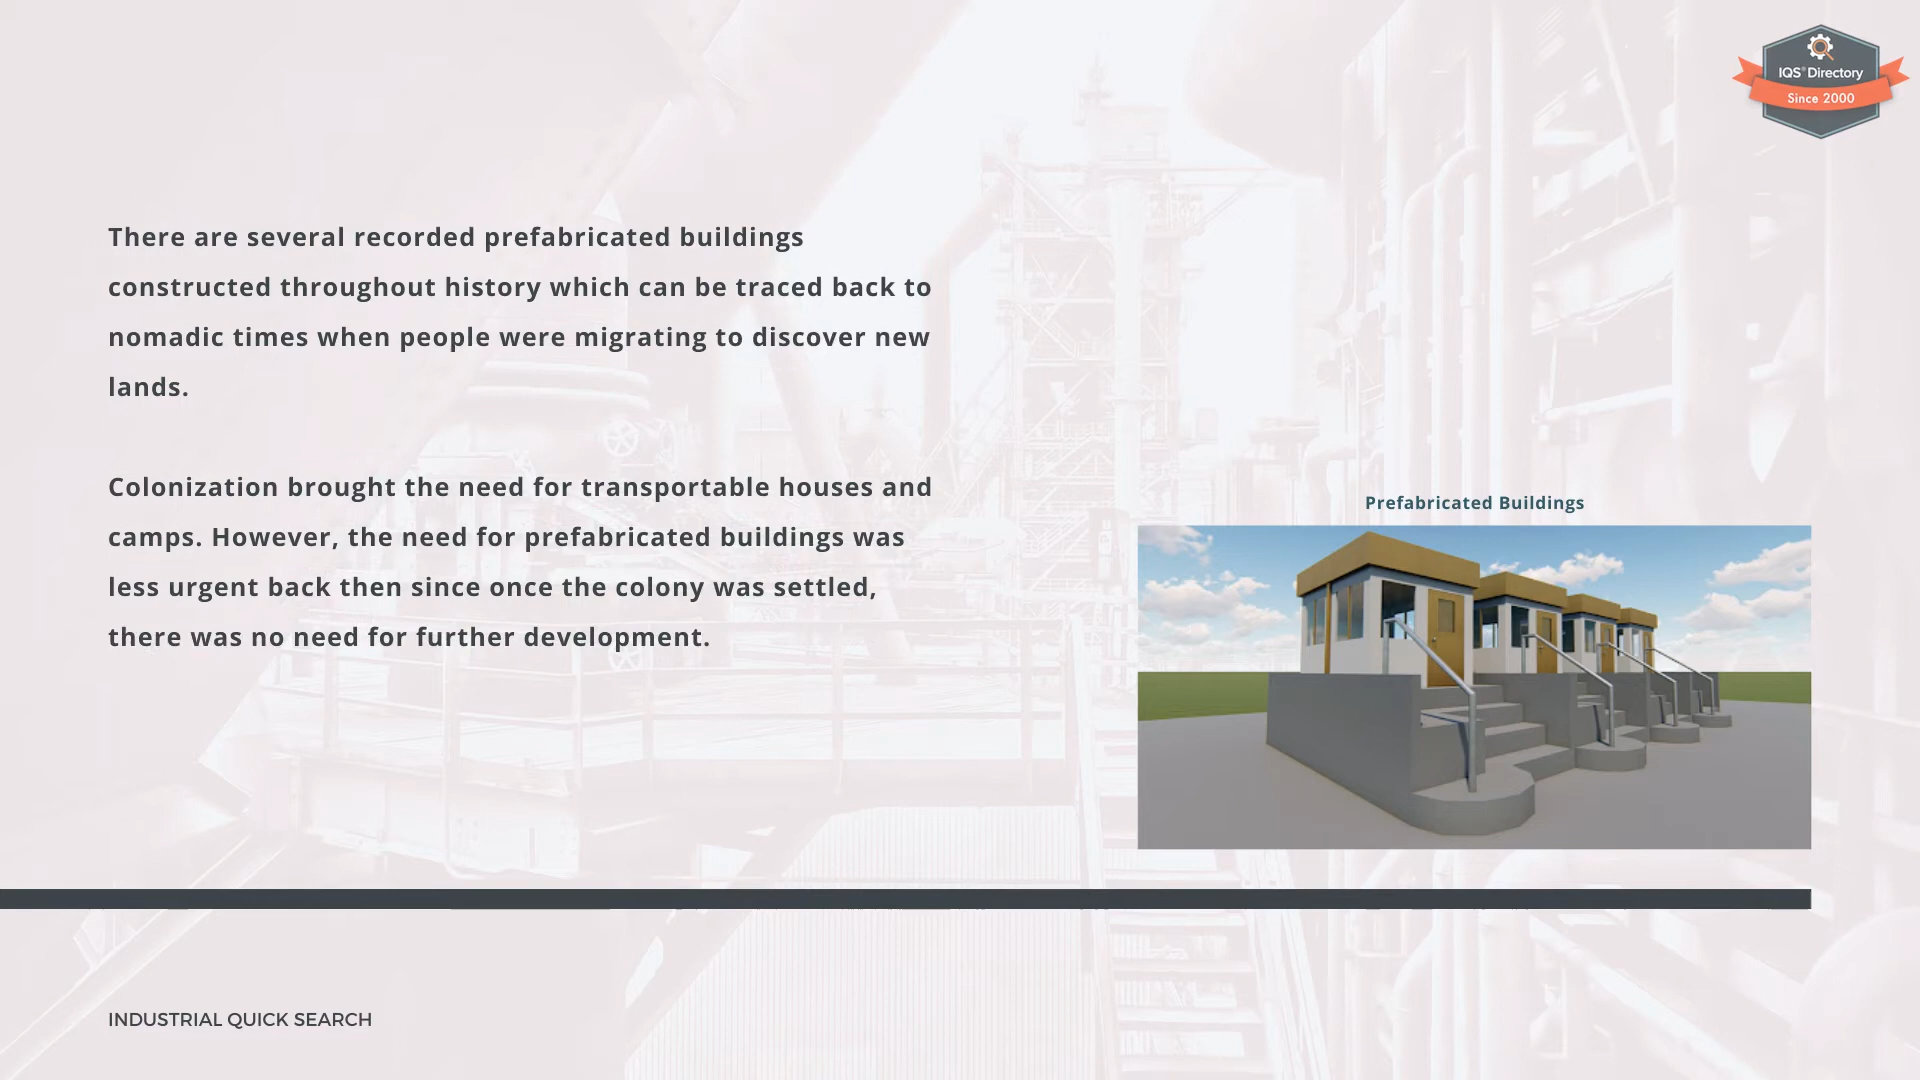 IQS® Directory
Since 2000
There are several recorded prefabricated buildings
constructed throughout history which can be traced back to
nomadic times when people were migrating to discover new
lands.
Colonization brought the need for transportable houses and
camps. However, the need for prefabricated buildings was
less urgent back then since once the colony was settled,
there was no need for further development.
Prefabricated Buildings
INDUSTRIAL QUICK SEARCH